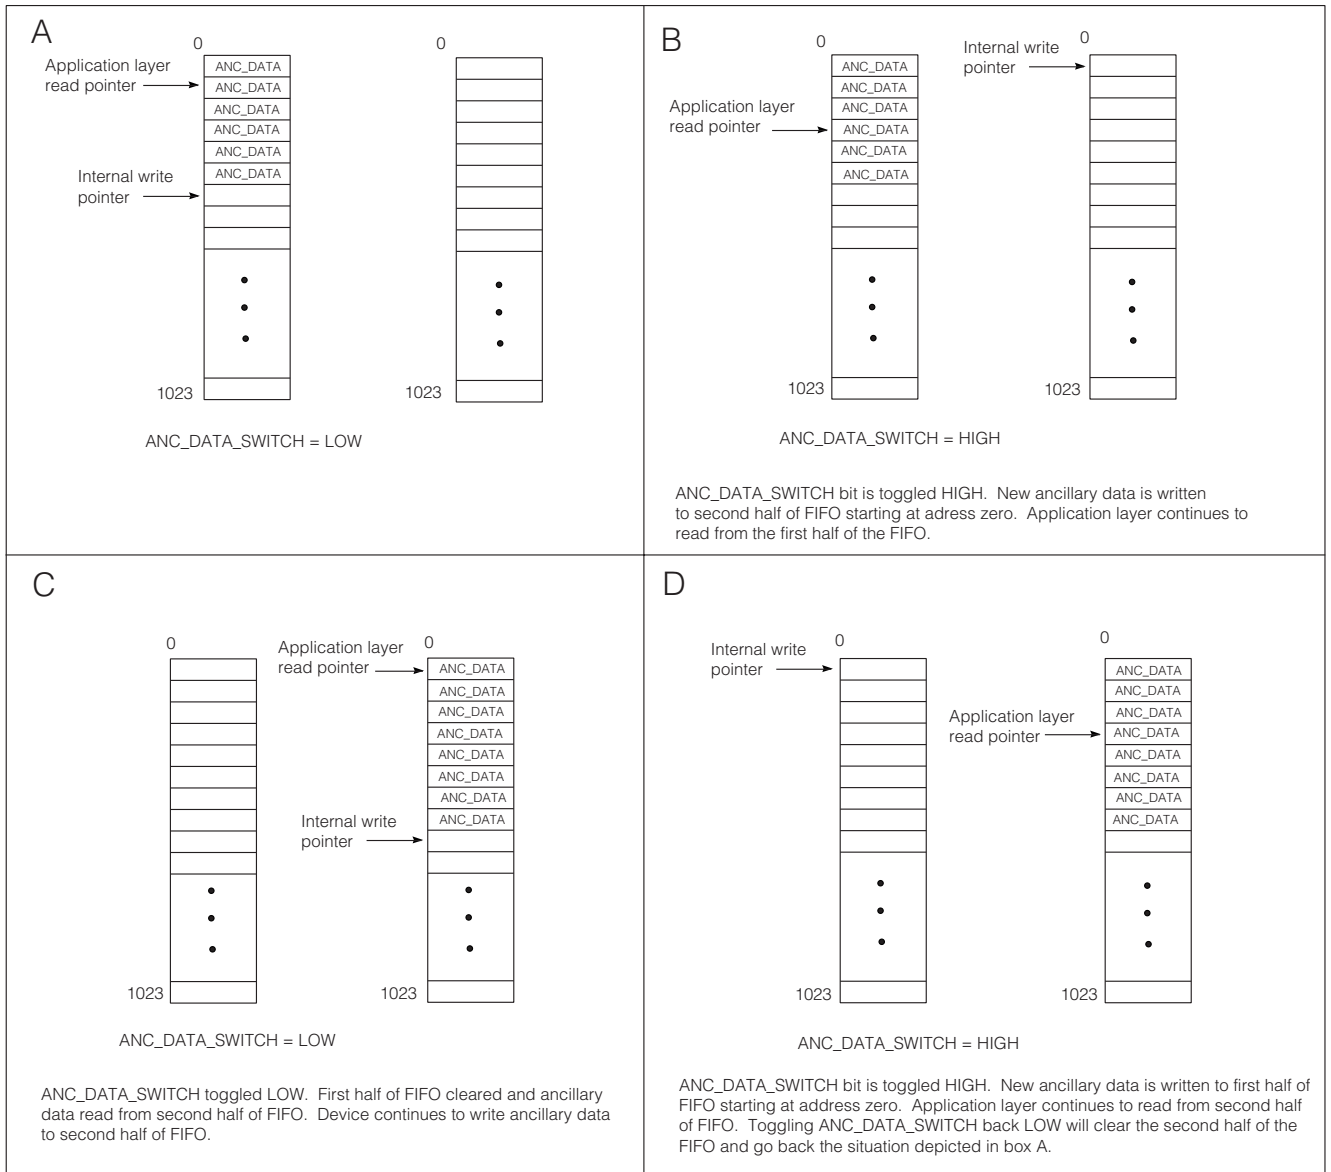 A
0
0
Application layer
read pointer
ANC_DATA
ANC_DATA
ANC_DATA
ANC_DATA
ANC_DATA
ANC_DATA
Internal write
pointer
1023
1023
ANC_DATA_SWITCH = LOW
B
0
0
Internal write
pointer
Application layer
read pointer
ANC_DATA
ANC_DATA
ANC_DATA
ANC_DATA
ANC_DATA
ANC_DATA
1023
1023
ANC_DATA_SWITCH = HIGH
ANC_DATA_SWITCH bit is toggled HIGH. New ancillary data is written
to second half of FIFO starting at adress zero. Application layer continues to
read from the first half of the FIFO.
C
0
0
Application layer
read pointer
ANC_DATA
ANC_DATA
ANC_DATA
ANC_DATA
ANC_DATA
ANC_DATA
ANC_DATA
ANC_DATA
Internal write
pointer
1023
1023
ANC_DATA_SWITCH = LOW
ANC_DATA_SWITCH toggled LOW. First half of FIFO cleared and ancillary
data read from second half of FIFO. Device continues to write ancillary data
to second half of FIFO.
D
0
0
Internal write
pointer
Application layer
read pointer
ANC_DATA
ANC_DATA
ANC_DATA
ANC_DATA
ANC_DATA
ANC_DATA
ANC_DATA
ANC_DATA
1023
1023
ANC_DATA_SWITCH = HIGH
ANC_DATA_SWITCH bit is toggled HIGH. New ancillary data is written to first half of
FIFO starting at address zero. Application layer continues to read from second half
of FIFO. Toggling ANC_DATA_SWITCH back LOW will clear the second half of the
FIFO and go back the situation depicted in box A.